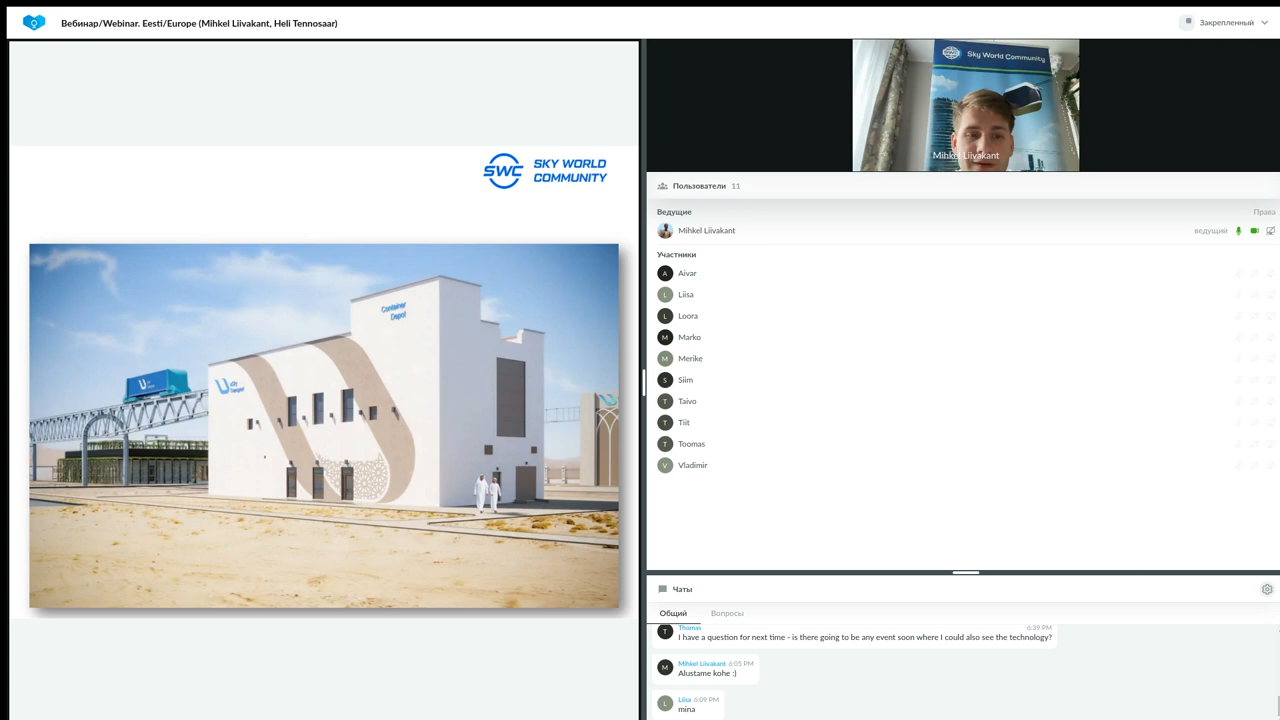 Вебинар/Webinar. Eesti/Europe (Mihkel Liivakant, Heli Tennosaar)
Закрепленный
SWC
SKY WORLD
COMMUNITY
Container
Depot
Sky World Community
Mihkel Liivakant
Пользователи 11
Ведущие
Права
Mihkel Liivakant
ведущий
Участники
A Aivar
L Liisa
L Loora
M Marko
M Merike
S Siim
T Taivo
T Tiit
T Toomas
V Vladimir
Чаты
Общий
Вопросы
T Thomas 6:39 PM
I have a question for next time - is there going to be any event soon where I could also see the technology?
M Mihkel Liivakant 6:05 PM
Alustame kohe :)
L Liisa 6:09 PM
mina